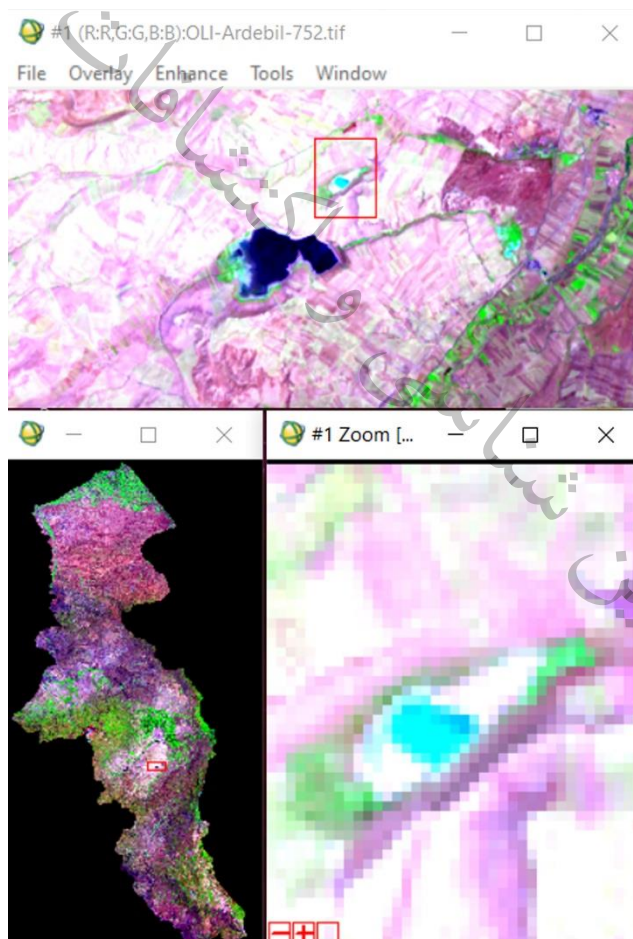 #1 (R:R,G:G,B:B):OLI-Ardebil-752.tif
File Overlay Enhance Tools Window
#1 Zoom [...